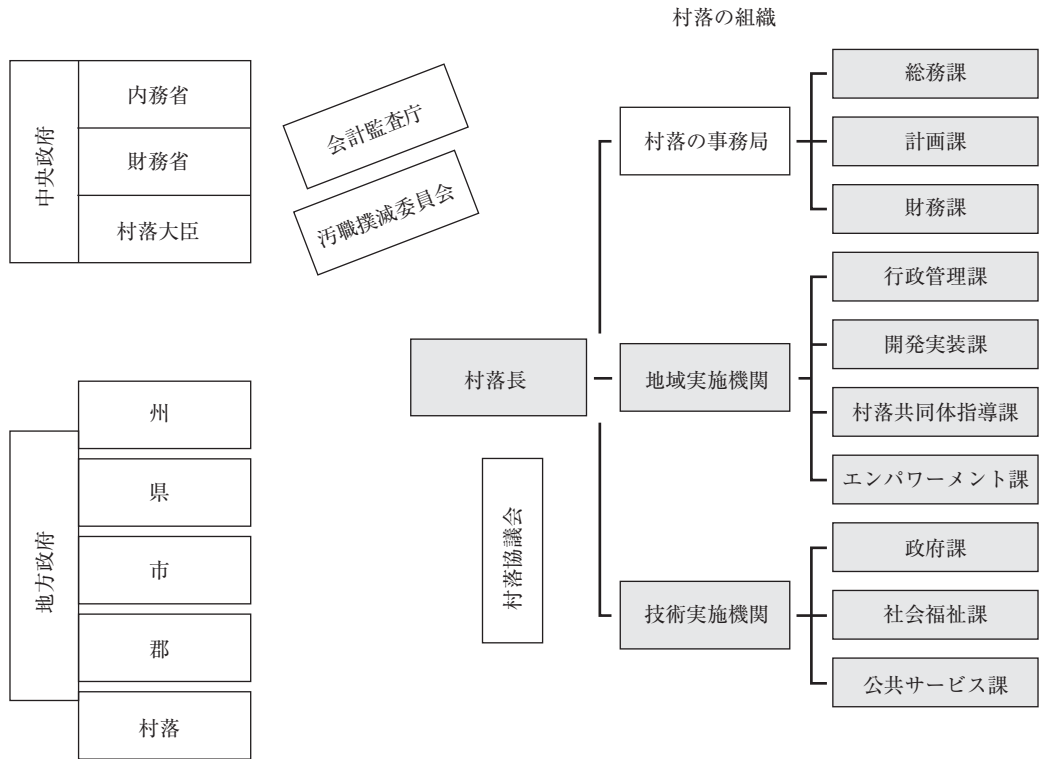 村落の組織
中央政府
内務省
財務省
村落大臣
会計監査庁
汚職撲滅委員会
地方政府
州
県
市
郡
村落
村落長
村落協議会
村落の事務局
総務課
計画課
財務課
地域実施機関
行政管理課
開発実装課
村落共同体指導課
エンパワーメント課
技術実施機関
政府課
社会福祉課
公共サービス課